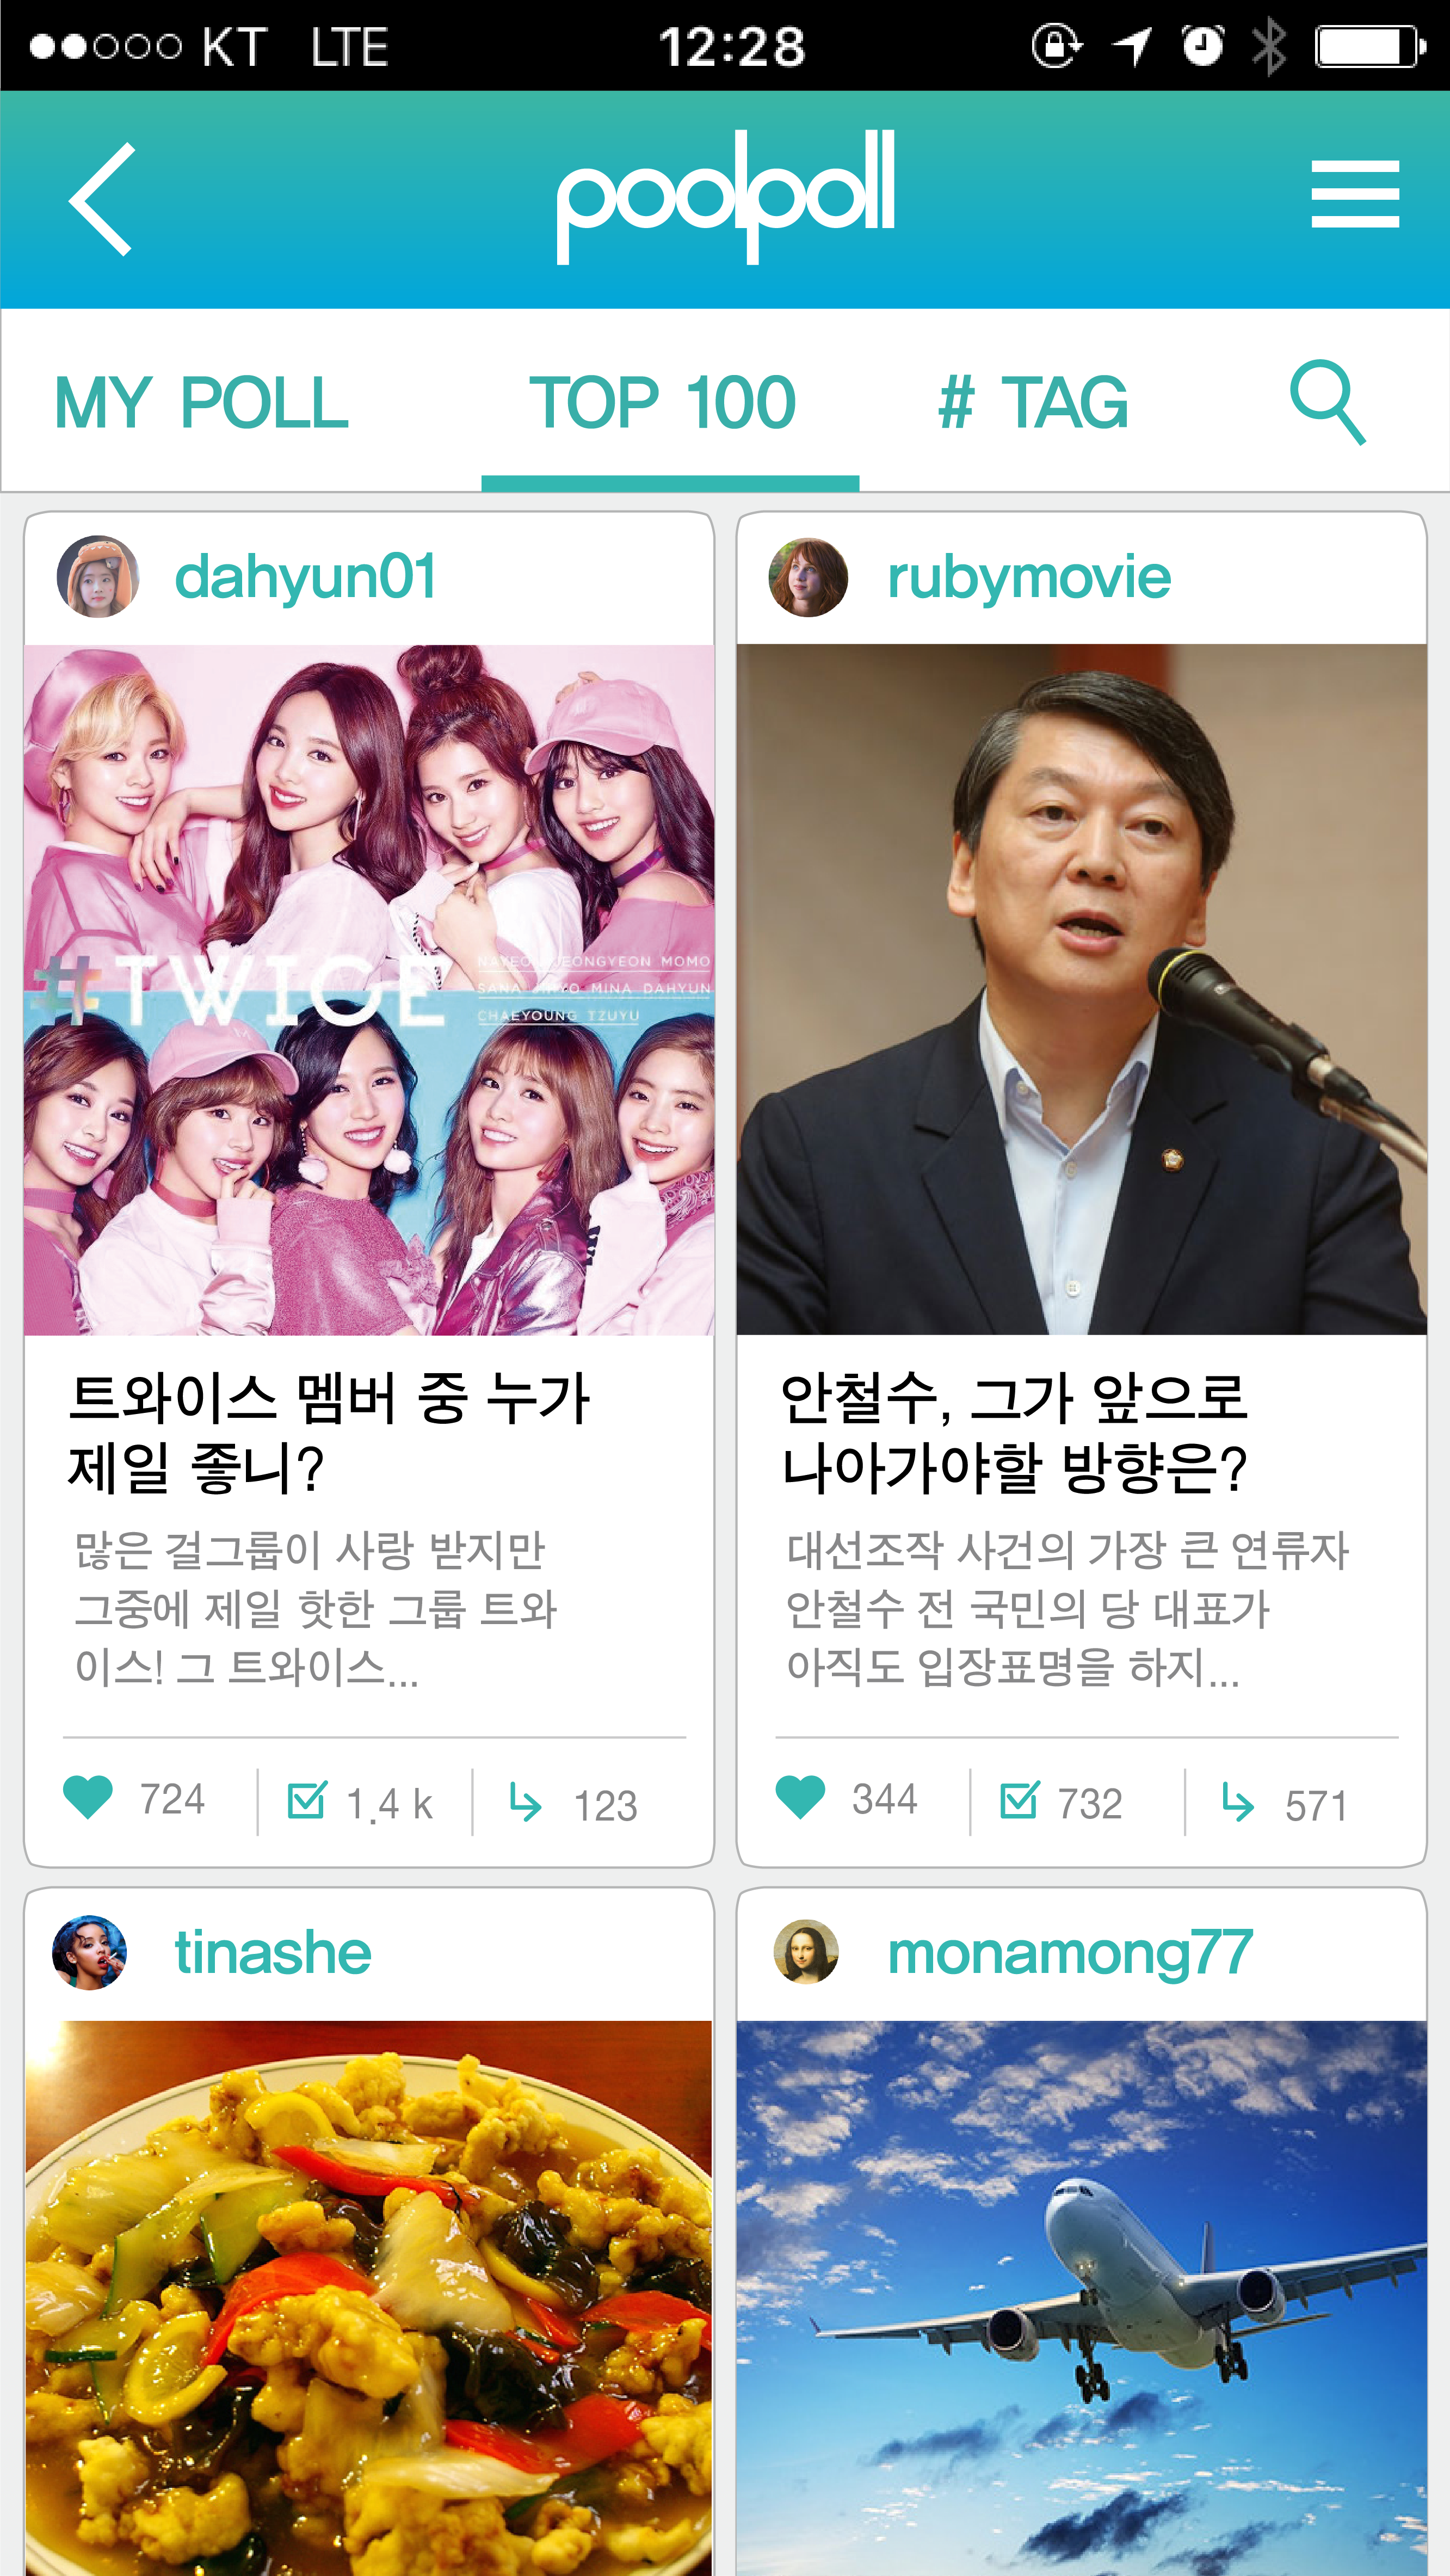 KT LTE 12:28
poolpoll
MY POLL TOP 100 # TAG
dahyun01
#TWICE
NAYEON JEONGYEON MOMO
SANA JIHYO MINA DAHYUN
CHAEYOUNG TZUYU
트와이스 멤버 중 누가
제일 좋니?
많은 걸그룹이 사랑 받지만
그중에 제일 핫한 그룹 트와
이스! 그 트와이스...
724 1.4 k 123
rubymovie
안철수, 그가 앞으로
나아가야할 방향은?
대선조작 사건의 가장 큰 연류자
안철수 전 국민의 당 대표가
아직도 입장표명을 하지...
344 732 571
tinashe
monamong77